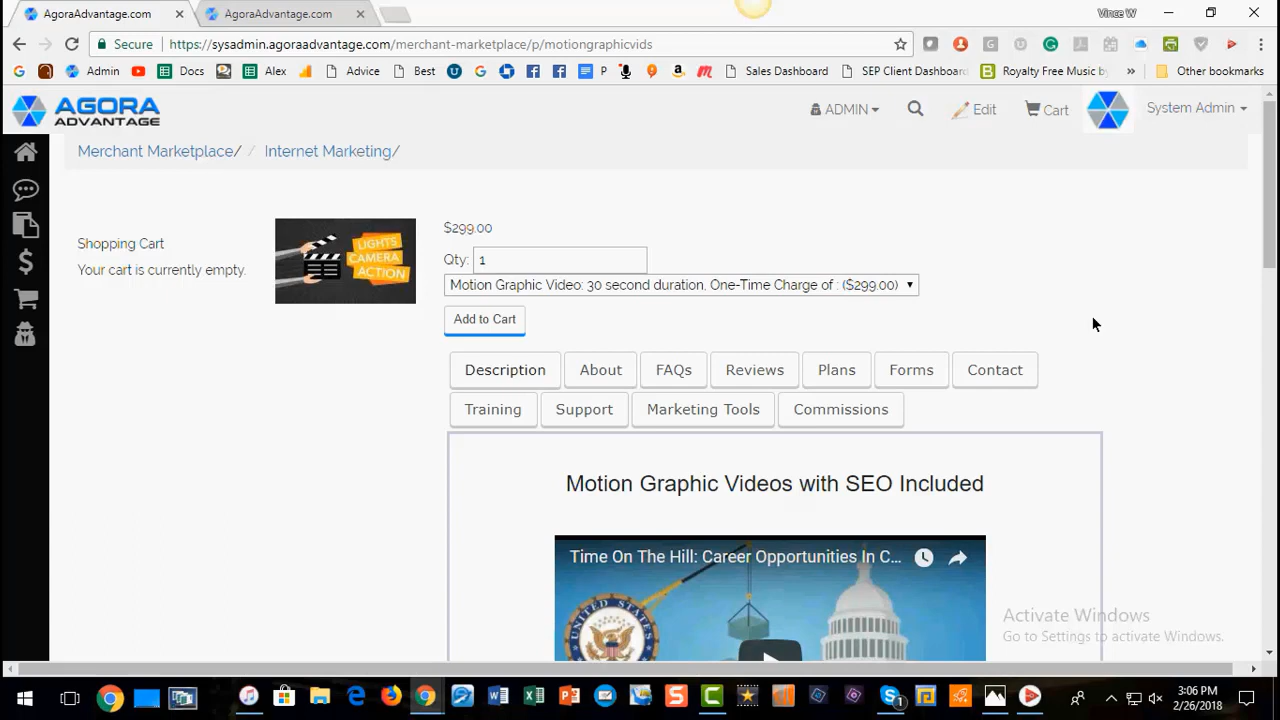 AgoraAdvantage.com
AgoraAdvantage.com
Vince W
Secure
https://sysadmin.agoraadvantage.com/merchant-marketplace/p/motiongraphicvids
Admin
Docs
Alex
Advice
Best
P
Sales Dashboard
SEP Client Dashboard
Royalty Free Music by
Other bookmarks
AGORA
ADVANTAGE
ADMIN
Edit
Cart
System Admin
Merchant Marketplace/ / Internet Marketing/
Shopping Cart
Your cart is currently empty.
LIGHTS
CAMERA
ACTION
$299.00
Qty: 1
Motion Graphic Video: 30 second duration, One-Time Charge of : ($299.00)
Add to Cart
Description
About
FAQs
Reviews
Plans
Forms
Contact
Training
Support
Marketing Tools
Commissions
Motion Graphic Videos with SEO Included
Time On The Hill: Career Opportunities In C...
UNITED STATES
Activate Windows
Go to Settings to activate Windows.
3:06 PM
2/26/2018